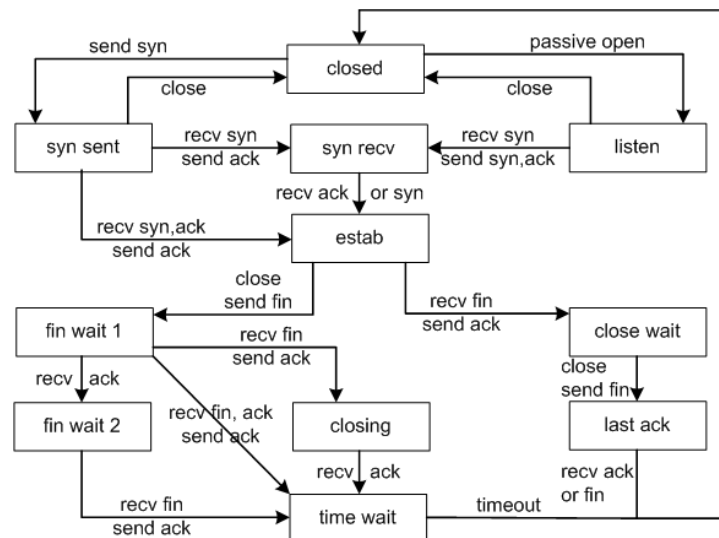 send syn
passive open
closed
close
close
syn sent
recv syn
send ack
syn recv
recv syn
send syn,ack
listen
recv ack or syn
recv syn,ack
send ack
estab
close
send fin
recv fin
send ack
fin wait 1
recv fin
send ack
close wait
recv ack
close
send fin
fin wait 2
recv fin, ack
send ack
closing
last ack
recv ack
recv ack
or fin
recv fin
send ack
time wait
timeout